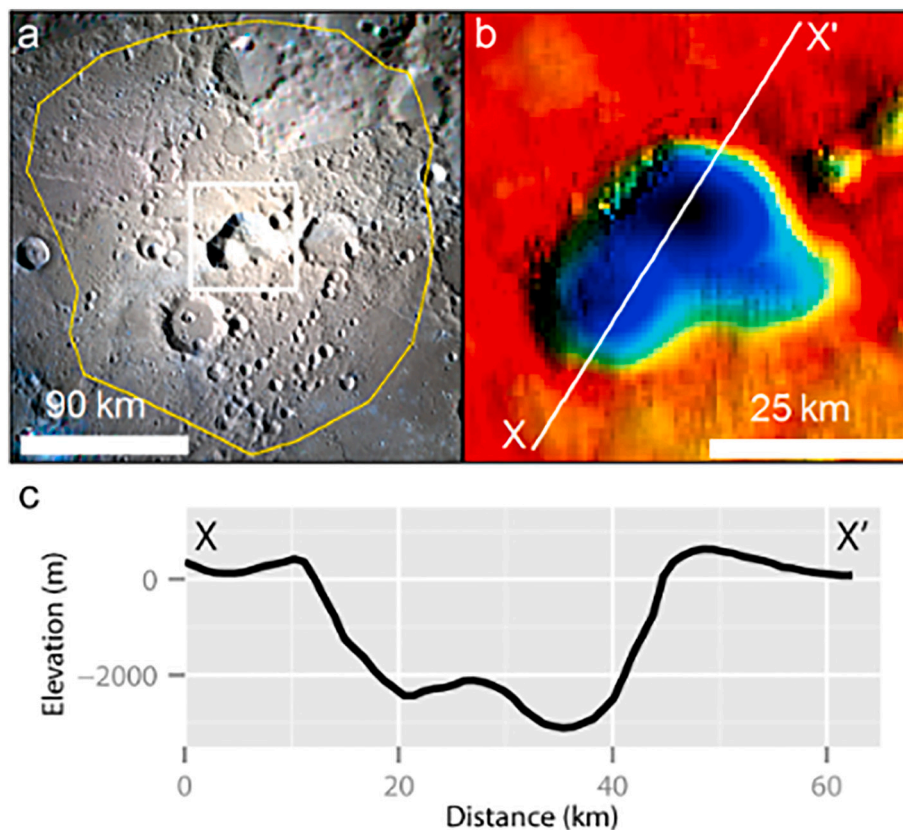 a
90 km
b
X'
X
25 km
c
X
X'
Elevation (m)
0
−2000
0
20
40
60
Distance (km)